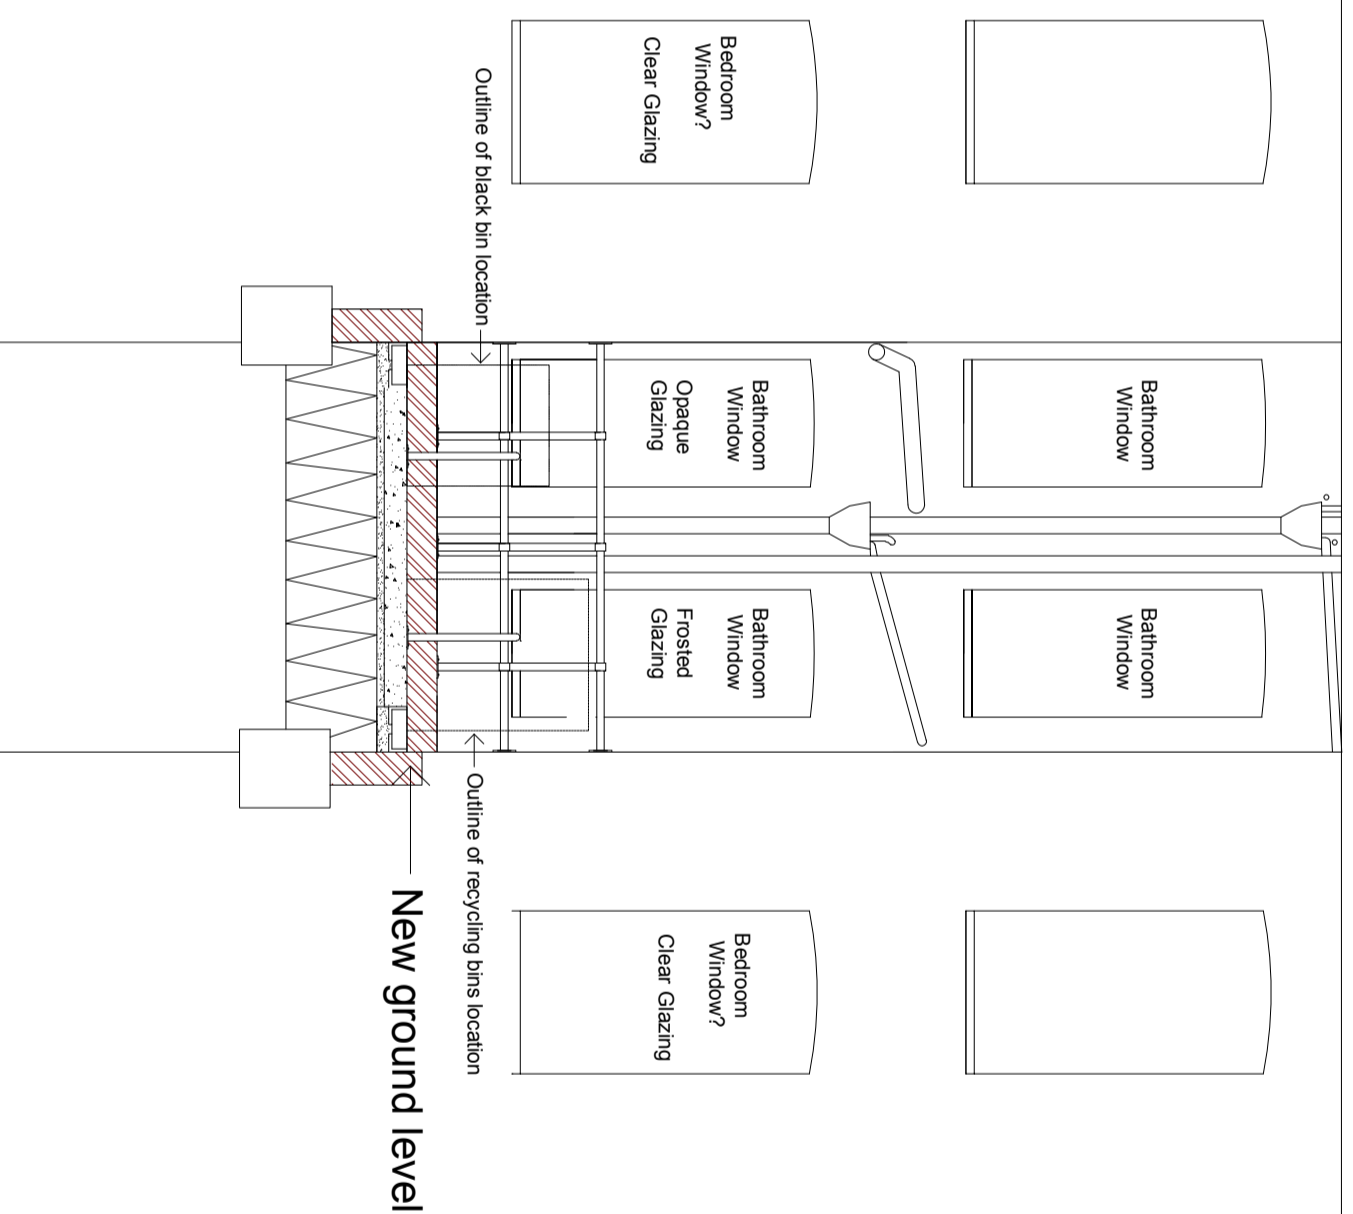 Bedroom
Window?
Clear Glazing
Outline of black bin location
Bathroom
Window
Opaque
Glazing
Bathroom
Window
Bathroom
Window
Frosted
Glazing
Bathroom
Window
Outline of recycling bins location
New ground level
Bedroom
Window?
Clear Glazing